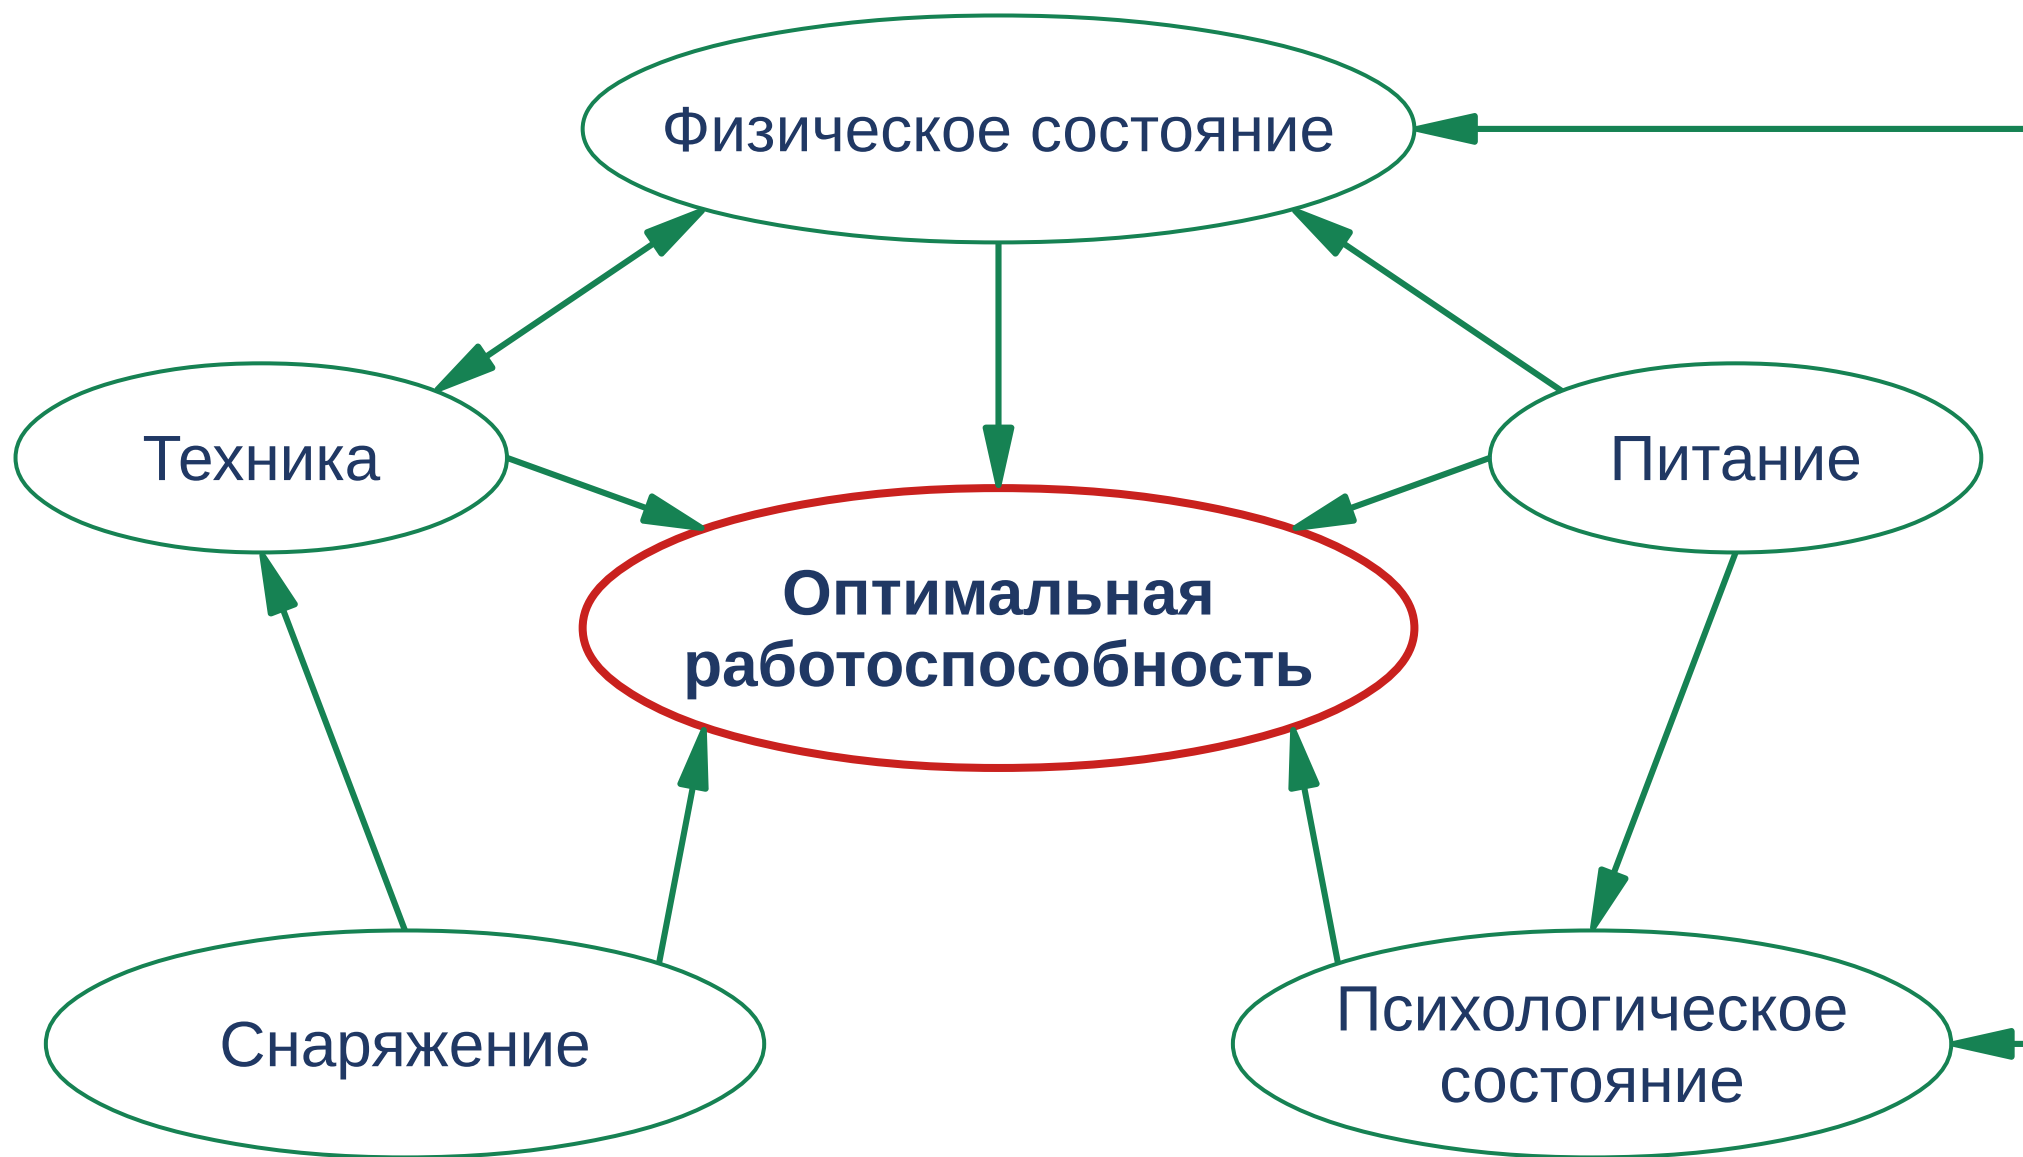 Физическое состояние
Техника
Питание
Оптимальная
работоспособность
Снаряжение
Психологическое
состояние